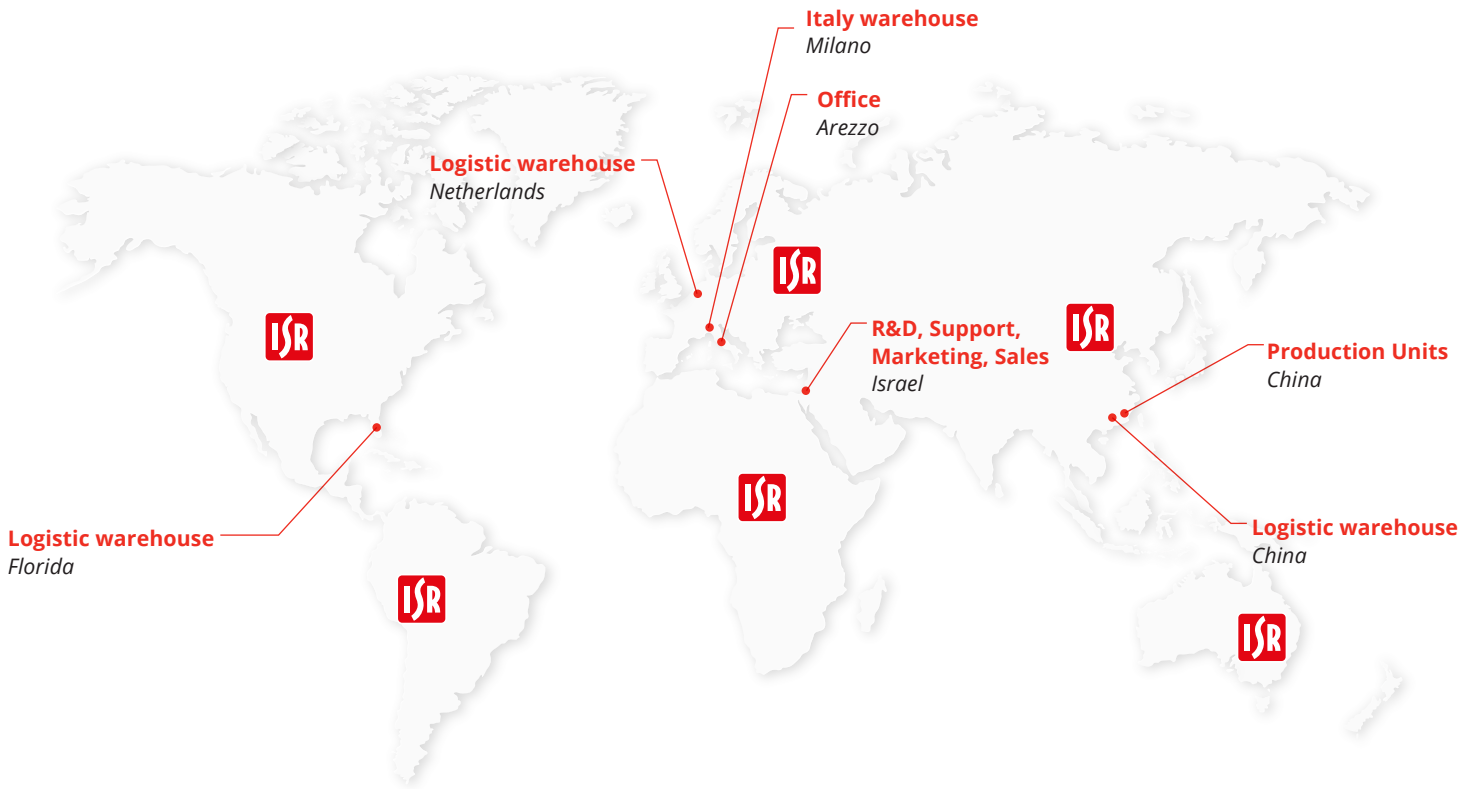 Italy warehouse
Milano
Office
Arezzo
Logistic warehouse
Netherlands
ISR
ISR
ISR
R&D, Support,
Marketing, Sales
Israel
Production Units
China
ISR
Logistic warehouse
China
Logistic warehouse
Florida
ISR
ISR